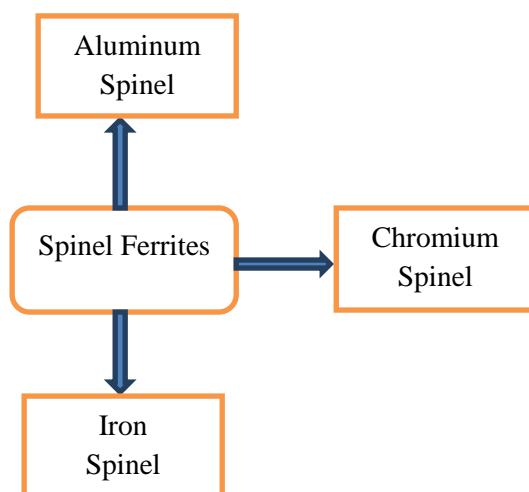 Aluminum
Spinel
Spinel Ferrites
Chromium
Spinel
Iron
Spinel